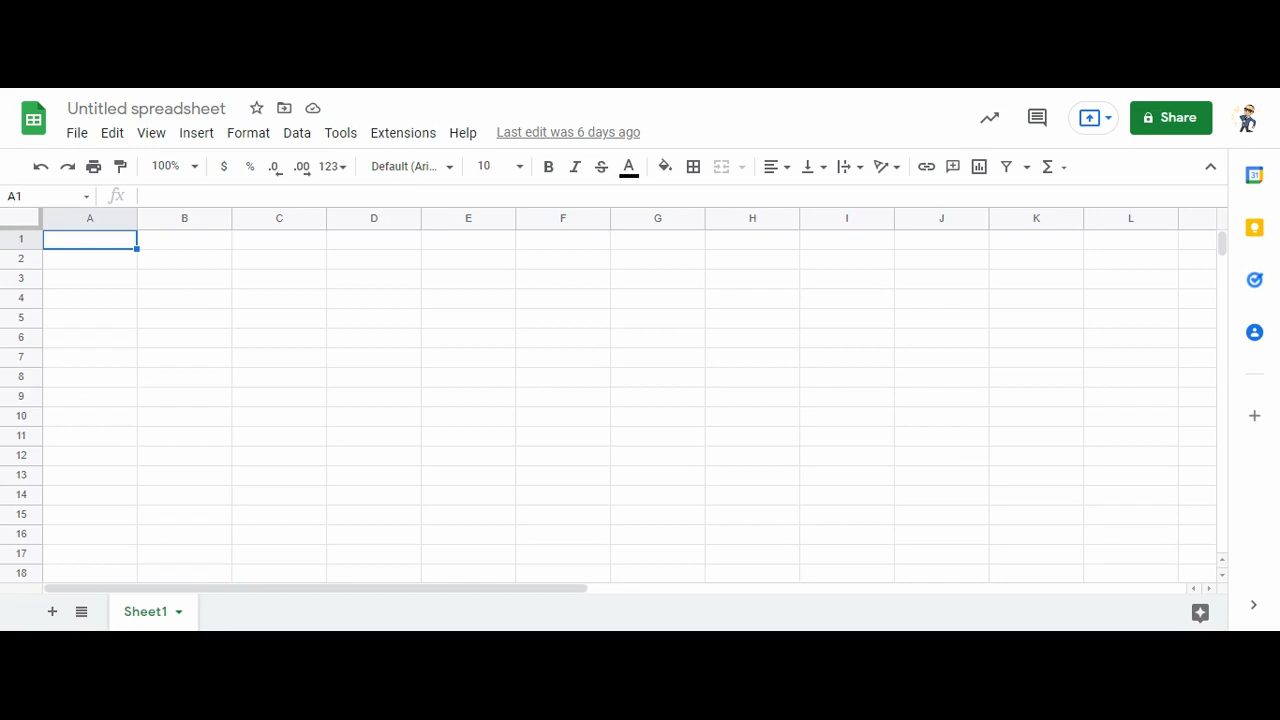 Untitled spreadsheet
File Edit View Insert Format Data Tools Extensions Help Last edit was 6 days ago
Share
100% $ % .0 .00 123 Default (Ari... 10 B I S A Σ
A1 fx
A B C D E F G H I J K L
1
2
3
4
5
6
7
8
9
10
11
12
13
14
15
16
17
18
Sheet1
31